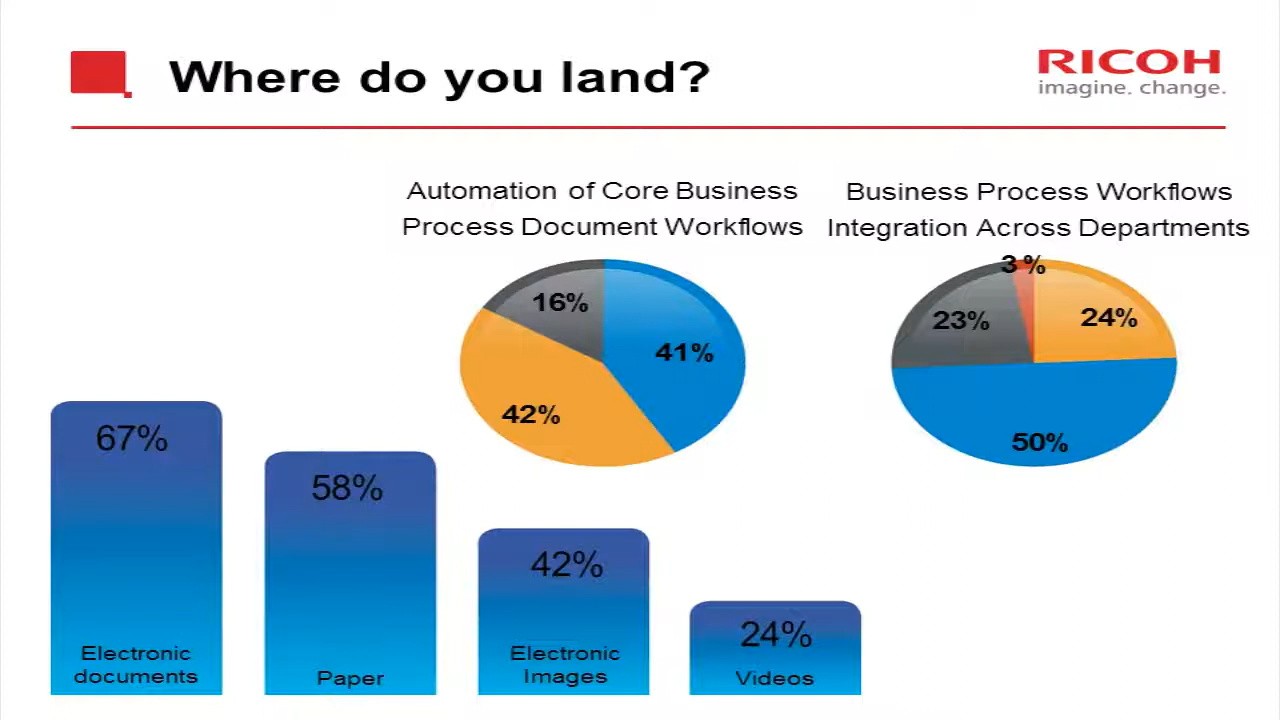 Where do you land?
RICOH
imagine. change.
Automation of Core Business
Process Document Workflows
16%
41%
42%
Business Process Workflows
Integration Across Departments
3%
23%
24%
50%
67%
Electronic
documents
58%
Paper
42%
Electronic
Images
24%
Videos